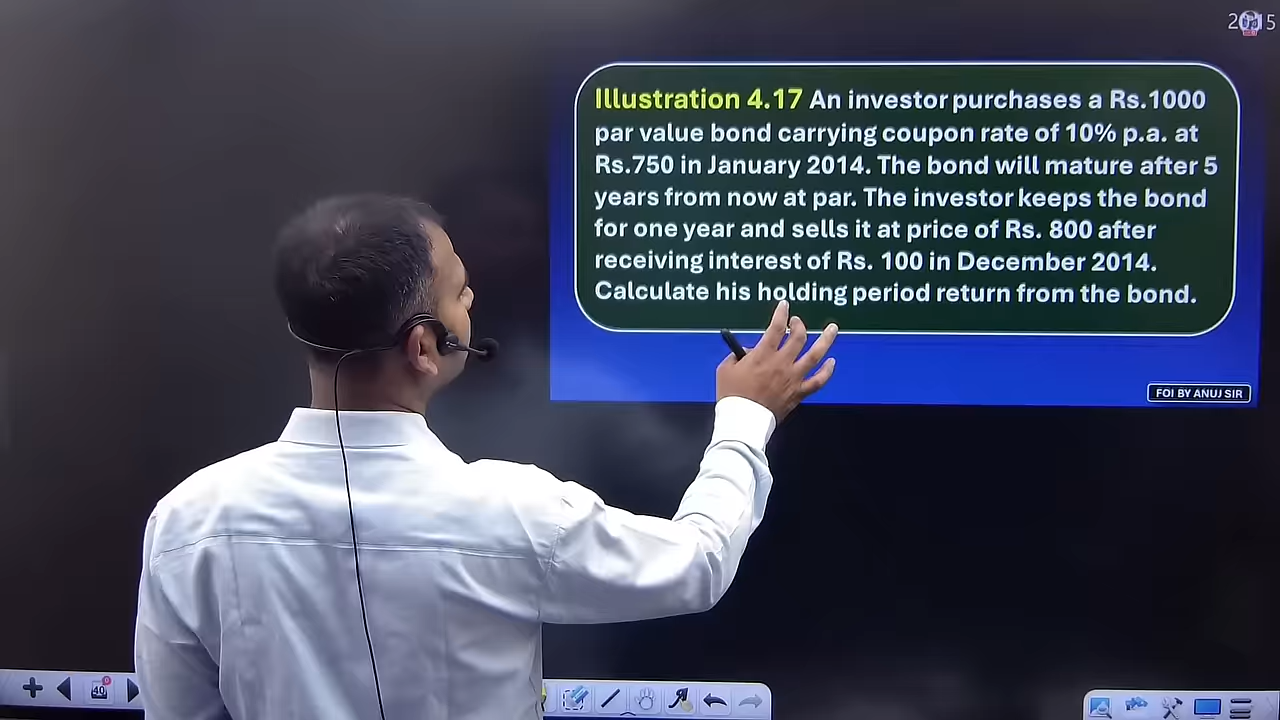 Illustration 4.17 An investor purchases a Rs.1000
par value bond carrying coupon rate of 10% p.a. at
Rs.750 in January 2014. The bond will mature after 5
years from now at par. The investor keeps the bond
for one year and sells it at price of Rs. 800 after
receiving interest of Rs. 100 in December 2014.
Calculate his holding period return from the bond.
FOI BY ANUJ SIR
40